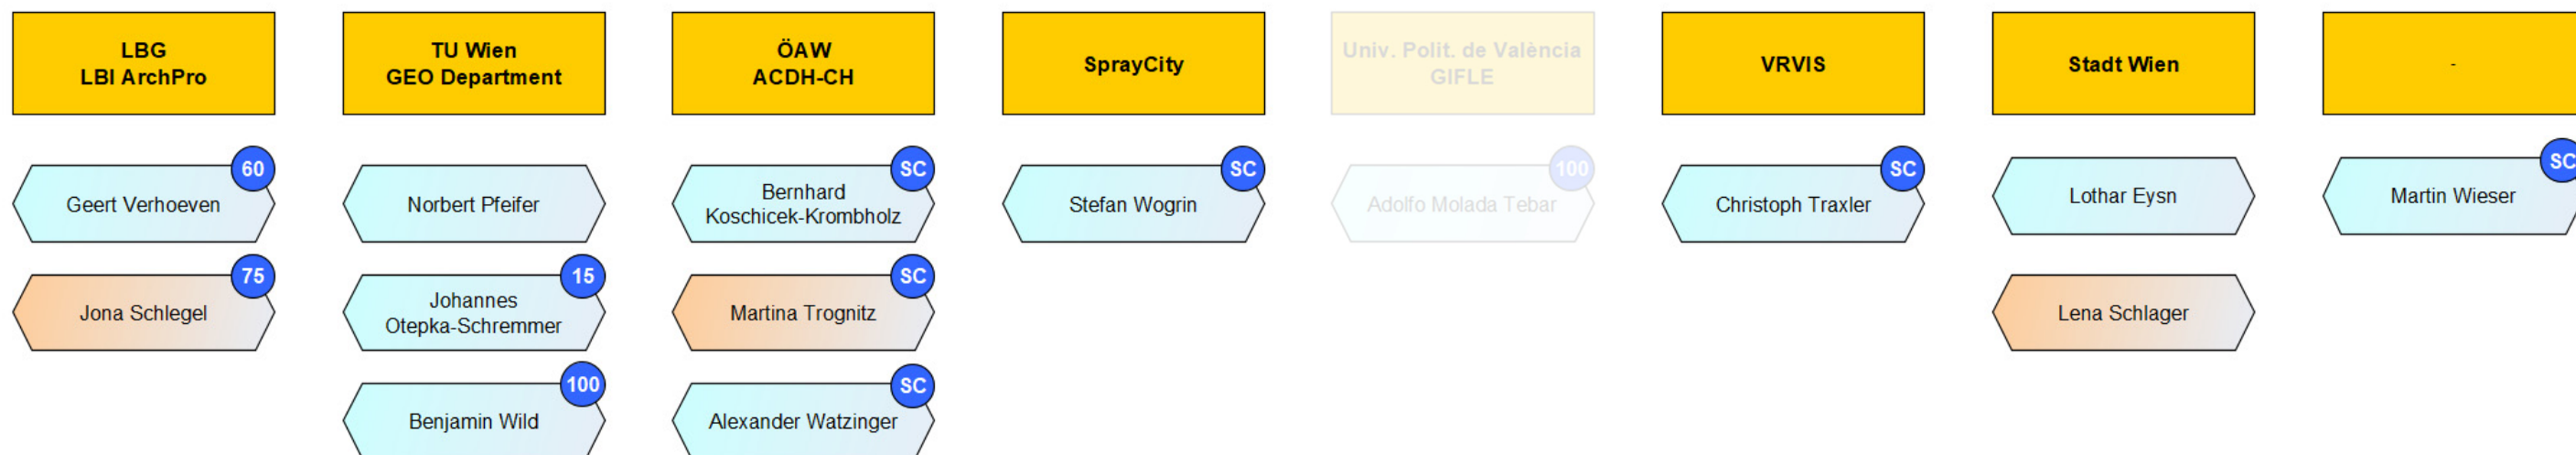 LBG
LBI ArchPro
60
Geert Verhoeven
75
Jona Schlegel
TU Wien
GEO Department
Norbert Pfeifer
15
Johannes
Otepka-Schremmer
100
Benjamin Wild
ÖAW
ACDH-CH
SC
Bernhard
Koschicek-Krombholz
SC
Martina Trognitz
SC
Alexander Watzinger
SprayCity
SC
Stefan Wogrin
Univ. Polit. de València
GIFLE
100
Adolfo Molada Tebar
VRVIS
SC
Christoph Traxler
Stadt Wien
Lothar Eysn
Lena Schlager
-
SC
Martin Wieser